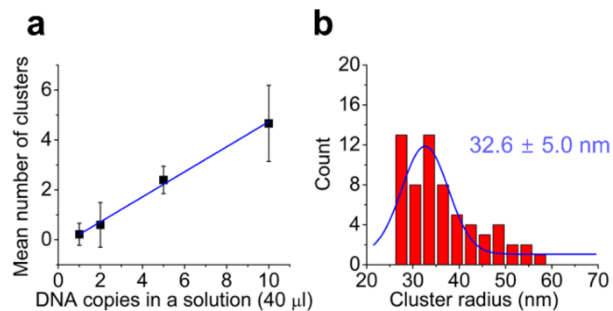 a
Mean number of clusters
6
4
2
0
0 2 4 6 8 10
DNA copies in a solution (40 μl)
b
Count
20
16
12
8
4
0
32.6 ± 5.0 nm
20 30 40 50 60 70
Cluster radius (nm)